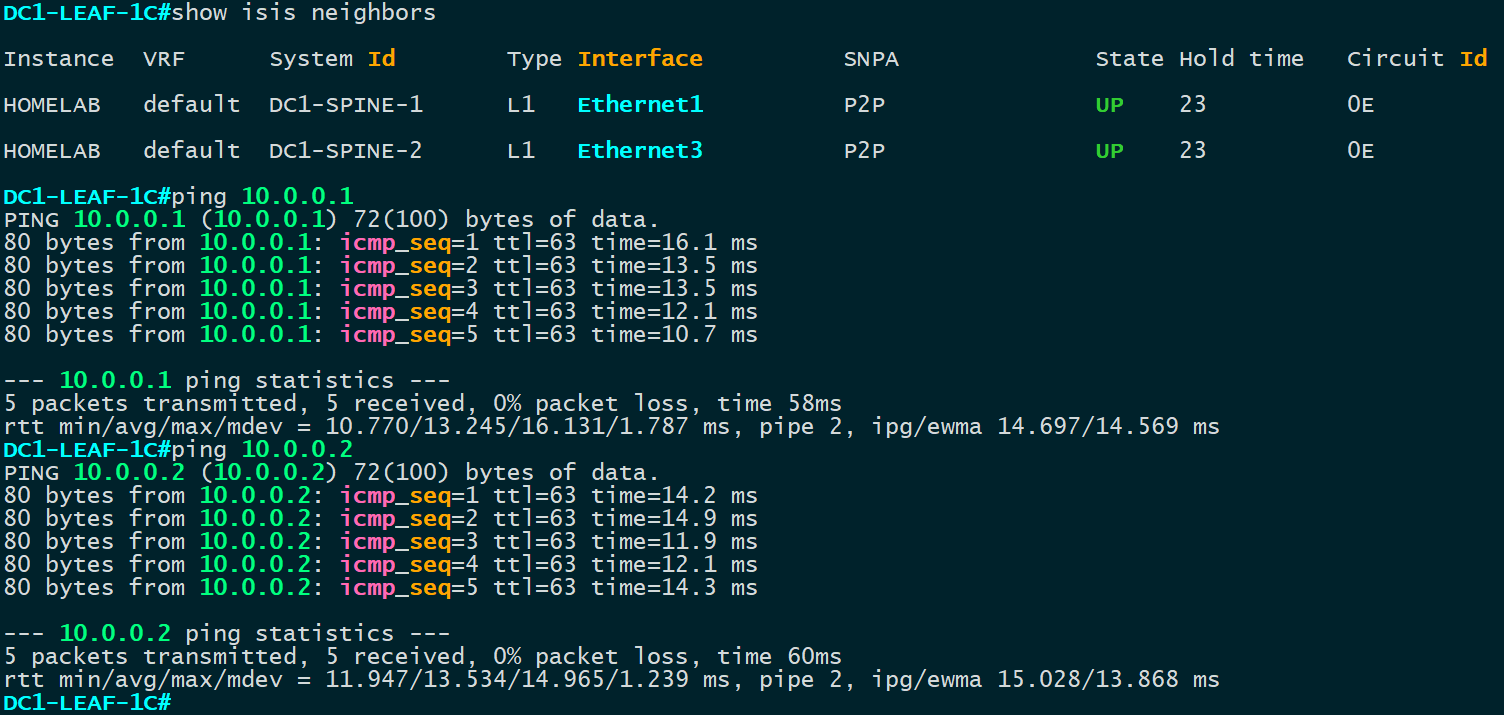 DC1-LEAF-1C#show isis neighbors
Instance  VRF      System Id        Type Interface          SNPA              State Hold time   Circuit Id
HOMELAB   default  DC1-SPINE-1      L1   Ethernet1          P2P               UP    23          0E
HOMELAB   default  DC1-SPINE-2      L1   Ethernet3          P2P               UP    23          0E
DC1-LEAF-1C#ping 10.0.0.1
PING 10.0.0.1 (10.0.0.1) 72(100) bytes of data.
80 bytes from 10.0.0.1: icmp_seq=1 ttl=63 time=16.1 ms
80 bytes from 10.0.0.1: icmp_seq=2 ttl=63 time=13.5 ms
80 bytes from 10.0.0.1: icmp_seq=3 ttl=63 time=13.5 ms
80 bytes from 10.0.0.1: icmp_seq=4 ttl=63 time=12.1 ms
80 bytes from 10.0.0.1: icmp_seq=5 ttl=63 time=10.7 ms
--- 10.0.0.1 ping statistics ---
5 packets transmitted, 5 received, 0% packet loss, time 58ms
rtt min/avg/max/mdev = 10.770/13.245/16.131/1.787 ms, pipe 2, ipg/ewma 14.697/14.569 ms
DC1-LEAF-1C#ping 10.0.0.2
PING 10.0.0.2 (10.0.0.2) 72(100) bytes of data.
80 bytes from 10.0.0.2: icmp_seq=1 ttl=63 time=14.2 ms
80 bytes from 10.0.0.2: icmp_seq=2 ttl=63 time=14.9 ms
80 bytes from 10.0.0.2: icmp_seq=3 ttl=63 time=11.9 ms
80 bytes from 10.0.0.2: icmp_seq=4 ttl=63 time=12.1 ms
80 bytes from 10.0.0.2: icmp_seq=5 ttl=63 time=14.3 ms
--- 10.0.0.2 ping statistics ---
5 packets transmitted, 5 received, 0% packet loss, time 60ms
rtt min/avg/max/mdev = 11.947/13.534/14.965/1.239 ms, pipe 2, ipg/ewma 15.028/13.868 ms
DC1-LEAF-1C#